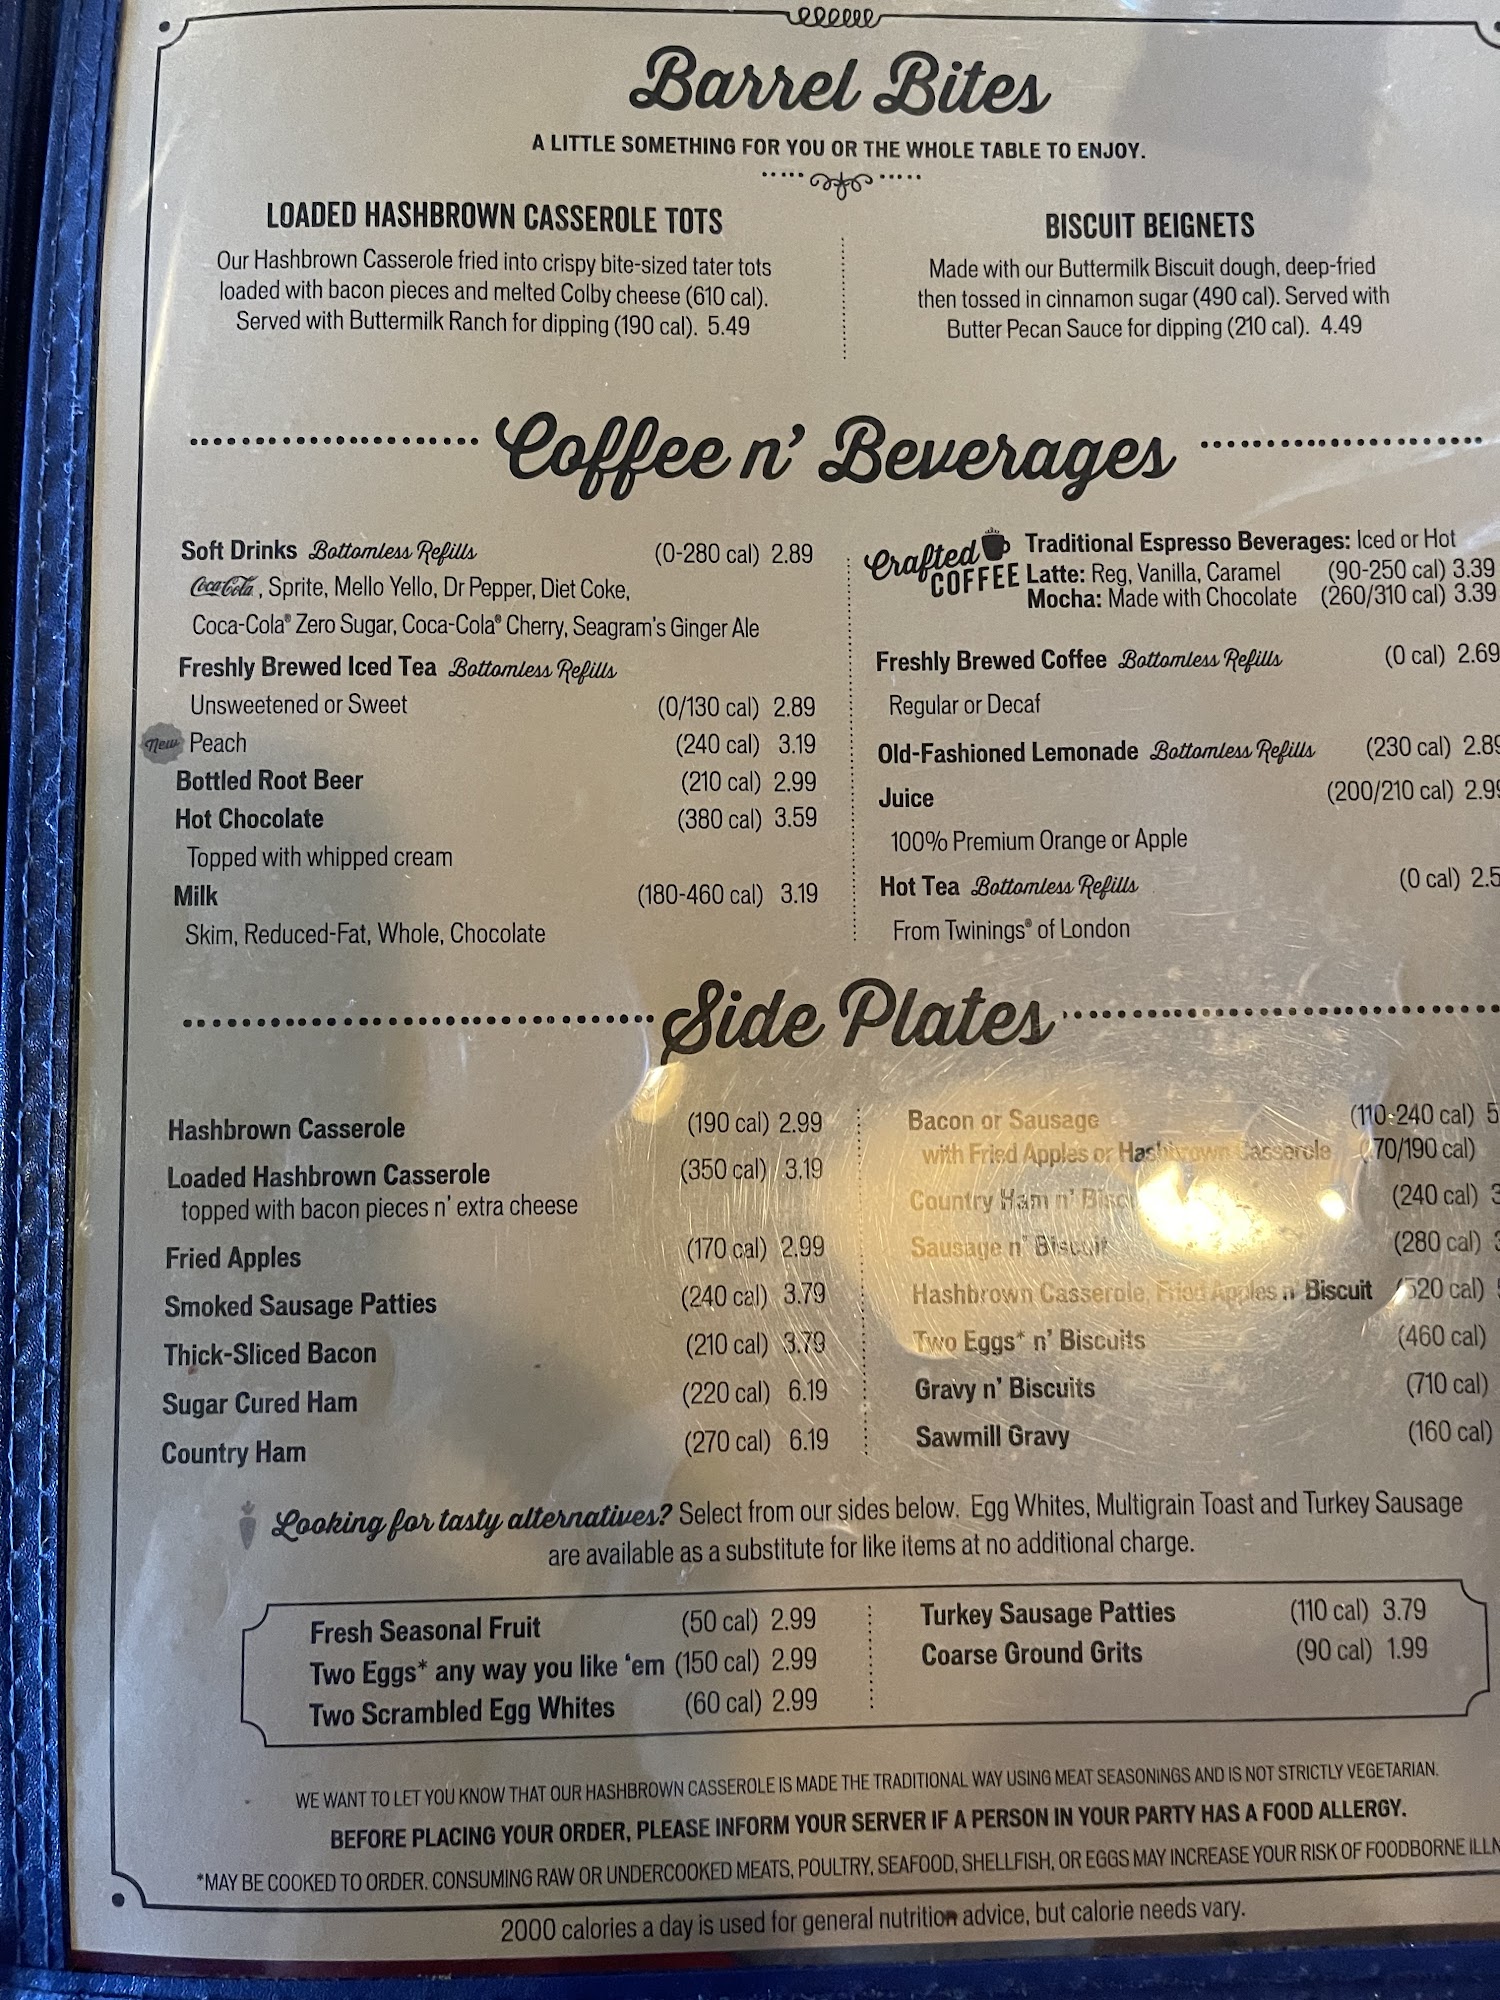 Barrel Bites
A LITTLE SOMETHING FOR YOU OR THE WHOLE TABLE TO ENJOY.
LOADED HASHBROWN CASSEROLE TOTS
Our Hashbrown Casserole fried into crispy bite-sized tater tots
loaded with bacon pieces and melted Colby cheese (610 cal).
Served with Buttermilk Ranch for dipping (190 cal). 5.49
BISCUIT BEIGNETS
Made with our Buttermilk Biscuit dough, deep-fried
then tossed in cinnamon sugar (490 cal). Served with
Butter Pecan Sauce for dipping (210 cal). 4.49
Coffee n' Beverages
Soft Drinks Bottomless Refills (0-280 cal) 2.89
Coca-Cola, Sprite, Mello Yello, Dr Pepper, Diet Coke,
Coca-Cola® Zero Sugar, Coca-Cola® Cherry, Seagram's Ginger Ale
Freshly Brewed Iced Tea Bottomless Refills
Unsweetened or Sweet (0/130 cal) 2.89
New Peach (240 cal) 3.19
Bottled Root Beer (210 cal) 2.99
Hot Chocolate (380 cal) 3.59
Topped with whipped cream
Milk (180-460 cal) 3.19
Skim, Reduced-Fat, Whole, Chocolate
Crafted COFFEE
Traditional Espresso Beverages: Iced or Hot
Latte: Reg, Vanilla, Caramel (90-250 cal) 3.39
Mocha: Made with Chocolate (260/310 cal) 3.39
Freshly Brewed Coffee Bottomless Refills (0 cal) 2.69
Regular or Decaf
Old-Fashioned Lemonade Bottomless Refills (230 cal) 2.89
Juice (200/210 cal) 2.99
100% Premium Orange or Apple
Hot Tea Bottomless Refills (0 cal) 2.5
From Twinings® of London
Side Plates
Hashbrown Casserole (190 cal) 2.99
Loaded Hashbrown Casserole (350 cal) 3.19
topped with bacon pieces n' extra cheese
Fried Apples (170 cal) 2.99
Smoked Sausage Patties (240 cal) 3.79
Thick-Sliced Bacon (210 cal) 3.79
Sugar Cured Ham (220 cal) 6.19
Country Ham (270 cal) 6.19
Bacon or Sausage (110-240 cal) 5
with Fried Apples or Hashbrown Casserole 70/190 cal)
Country Ham n' (240 cal) 3
Sausage n' Biscuit (280 cal) 3
Hashbrown Casserole, Fried Apples n' Biscuit (520 cal)
Two Eggs* n' Biscuits (460 cal)
Gravy n' Biscuits (710 cal)
Sawmill Gravy (160 cal)
Looking for tasty alternatives? Select from our sides below. Egg Whites, Multigrain Toast and Turkey Sausage
are available as a substitute for like items at no additional charge.
Fresh Seasonal Fruit (50 cal) 2.99
Two Eggs* any way you like 'em (150 cal) 2.99
Two Scrambled Egg Whites (60 cal) 2.99
Turkey Sausage Patties (110 cal) 3.79
Coarse Ground Grits (90 cal) 1.99
WE WANT TO LET YOU KNOW THAT OUR HASHBROWN CASSEROLE IS MADE THE TRADITIONAL WAY USING MEAT SEASONINGS AND IS NOT STRICTLY VEGETARIAN.
BEFORE PLACING YOUR ORDER, PLEASE INFORM YOUR SERVER IF A PERSON IN YOUR PARTY HAS A FOOD ALLERGY.
*MAY BE COOKED TO ORDER. CONSUMING RAW OR UNDERCOOKED MEATS, POULTRY, SEAFOOD, SHELLFISH, OR EGGS MAY INCREASE YOUR RISK OF FOODBORNE ILLN
2000 calories a day is used for general nutrition advice, but calorie needs vary.